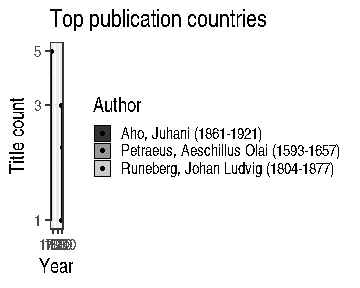 Top publication countries
5
3
1
Title count
Year
Author
Aho, Juhani (1861-1921)
Petraeus, Aeschillus Olai (1593-1657)
Runeberg, Johan Ludvig (1804-1877)